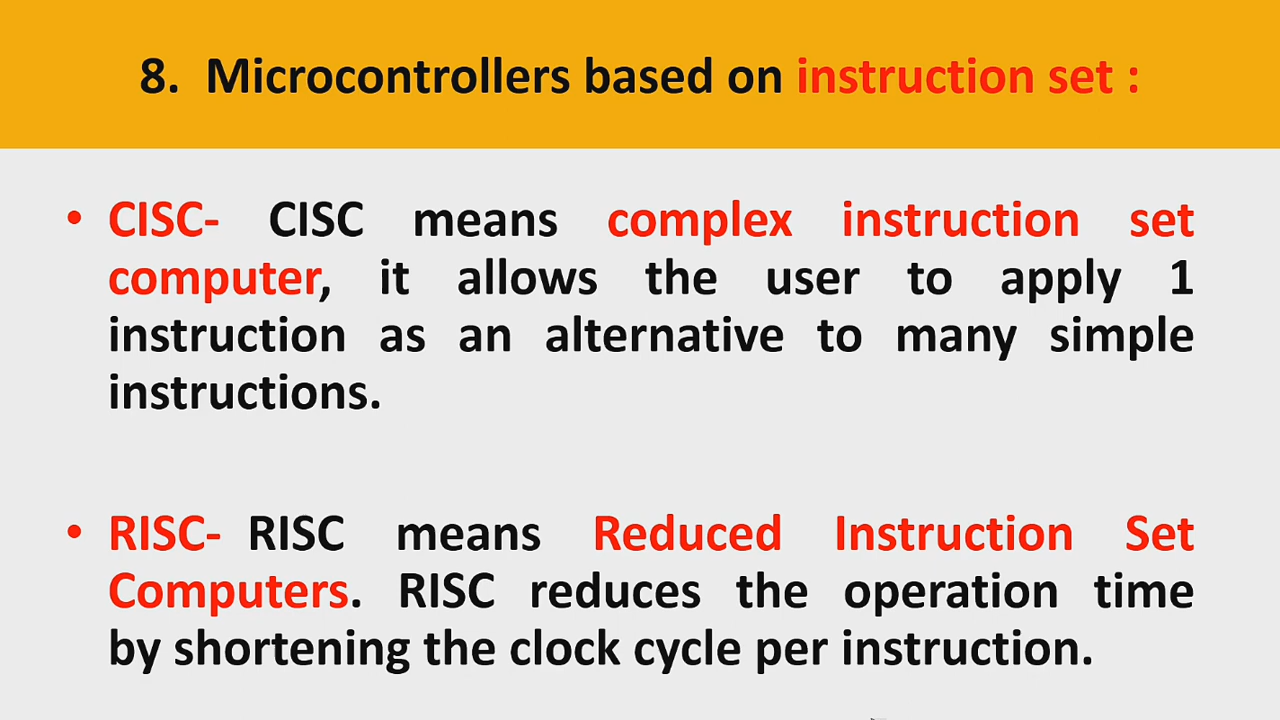 8. Microcontrollers based on instruction set :
• CISC- CISC means complex instruction set
computer, it allows the user to apply 1
instruction as an alternative to many simple
instructions.
• RISC- RISC means Reduced Instruction Set
Computers. RISC reduces the operation time
by shortening the clock cycle per instruction.